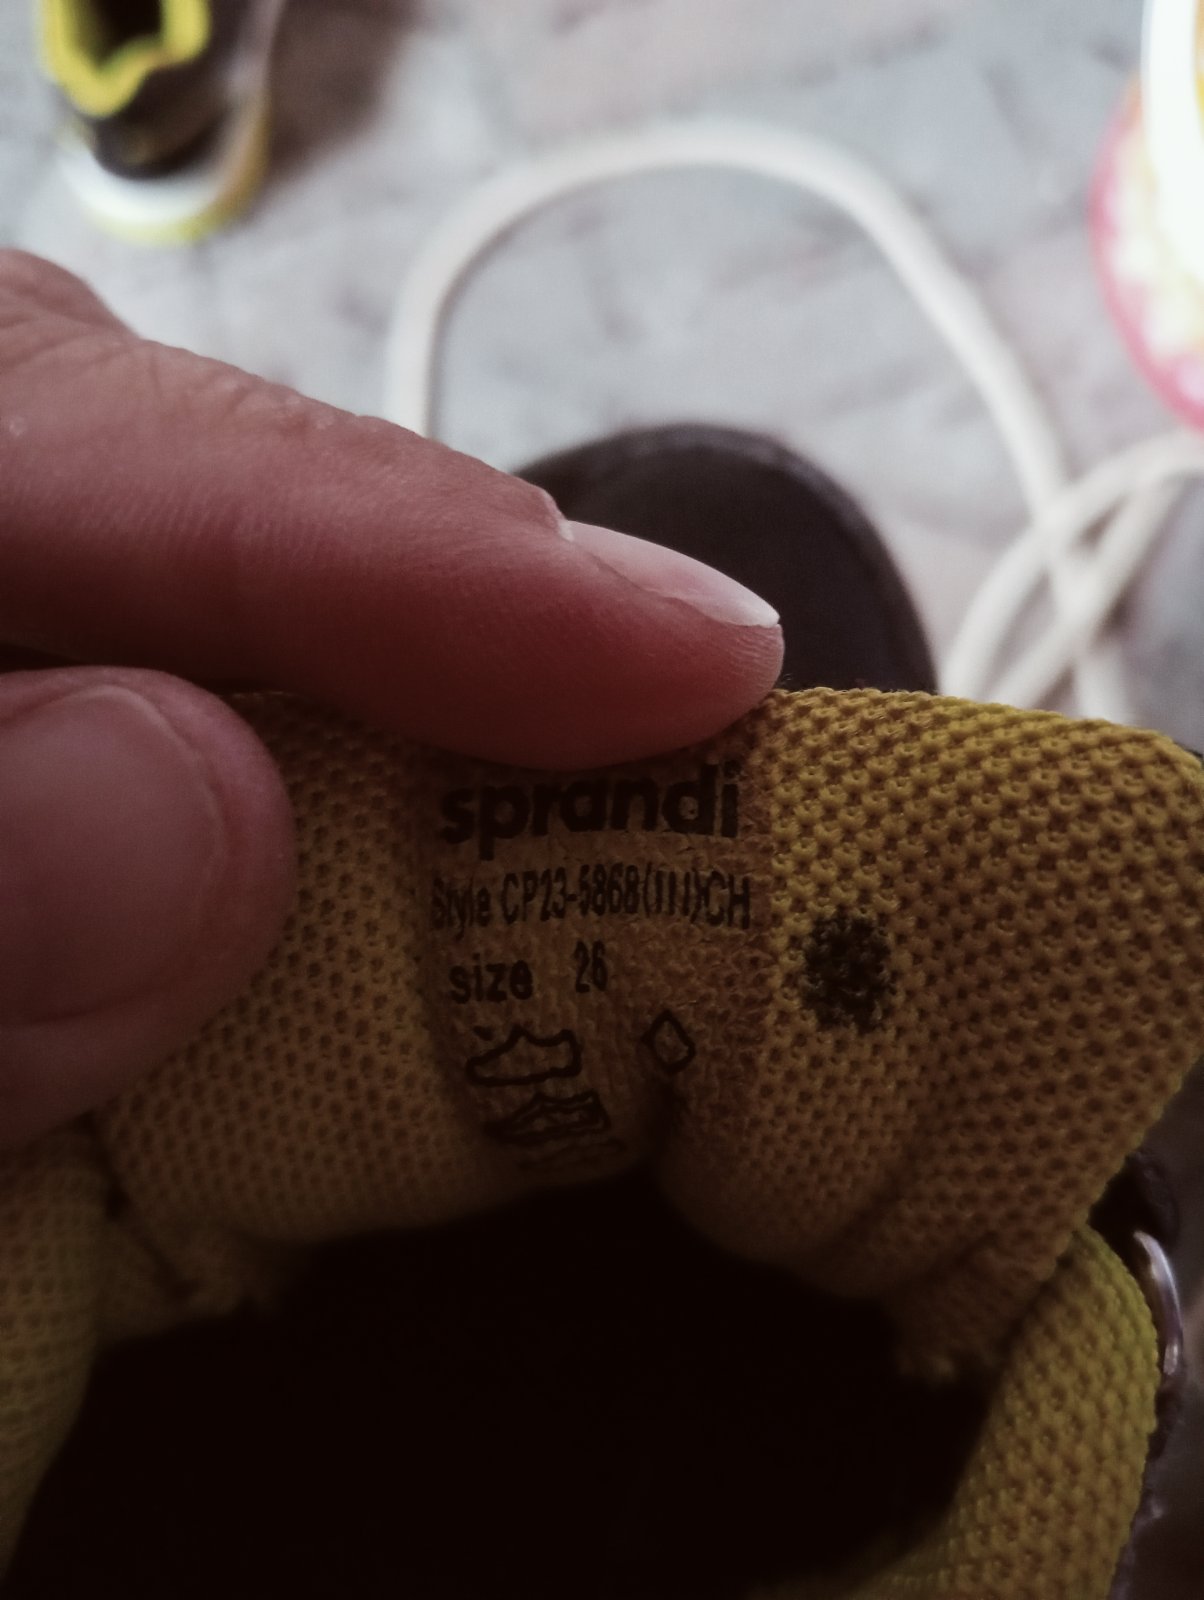 sprandi
Style CP23-5868(III)CH
size 26